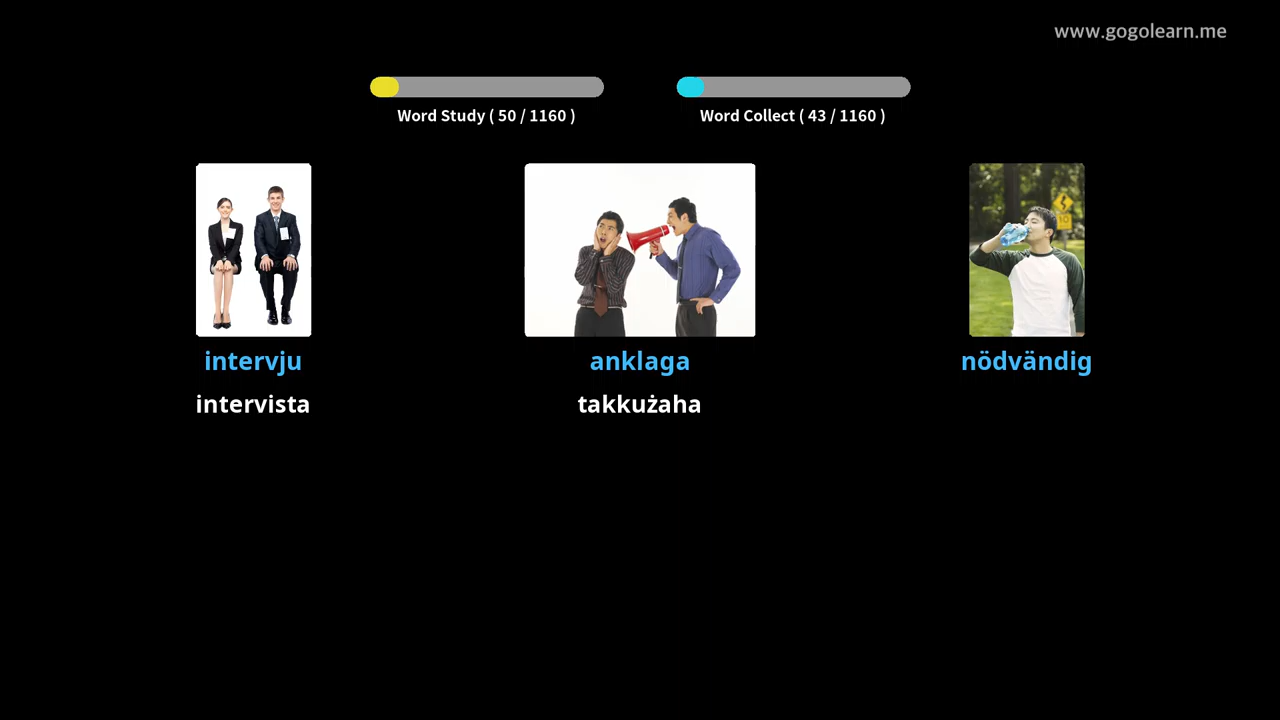 www.gogolearn.me
Word Study ( 50 / 1160 )
Word Collect ( 43 / 1160 )
intervju
anklaga
nödvändig
intervista
takkużaha